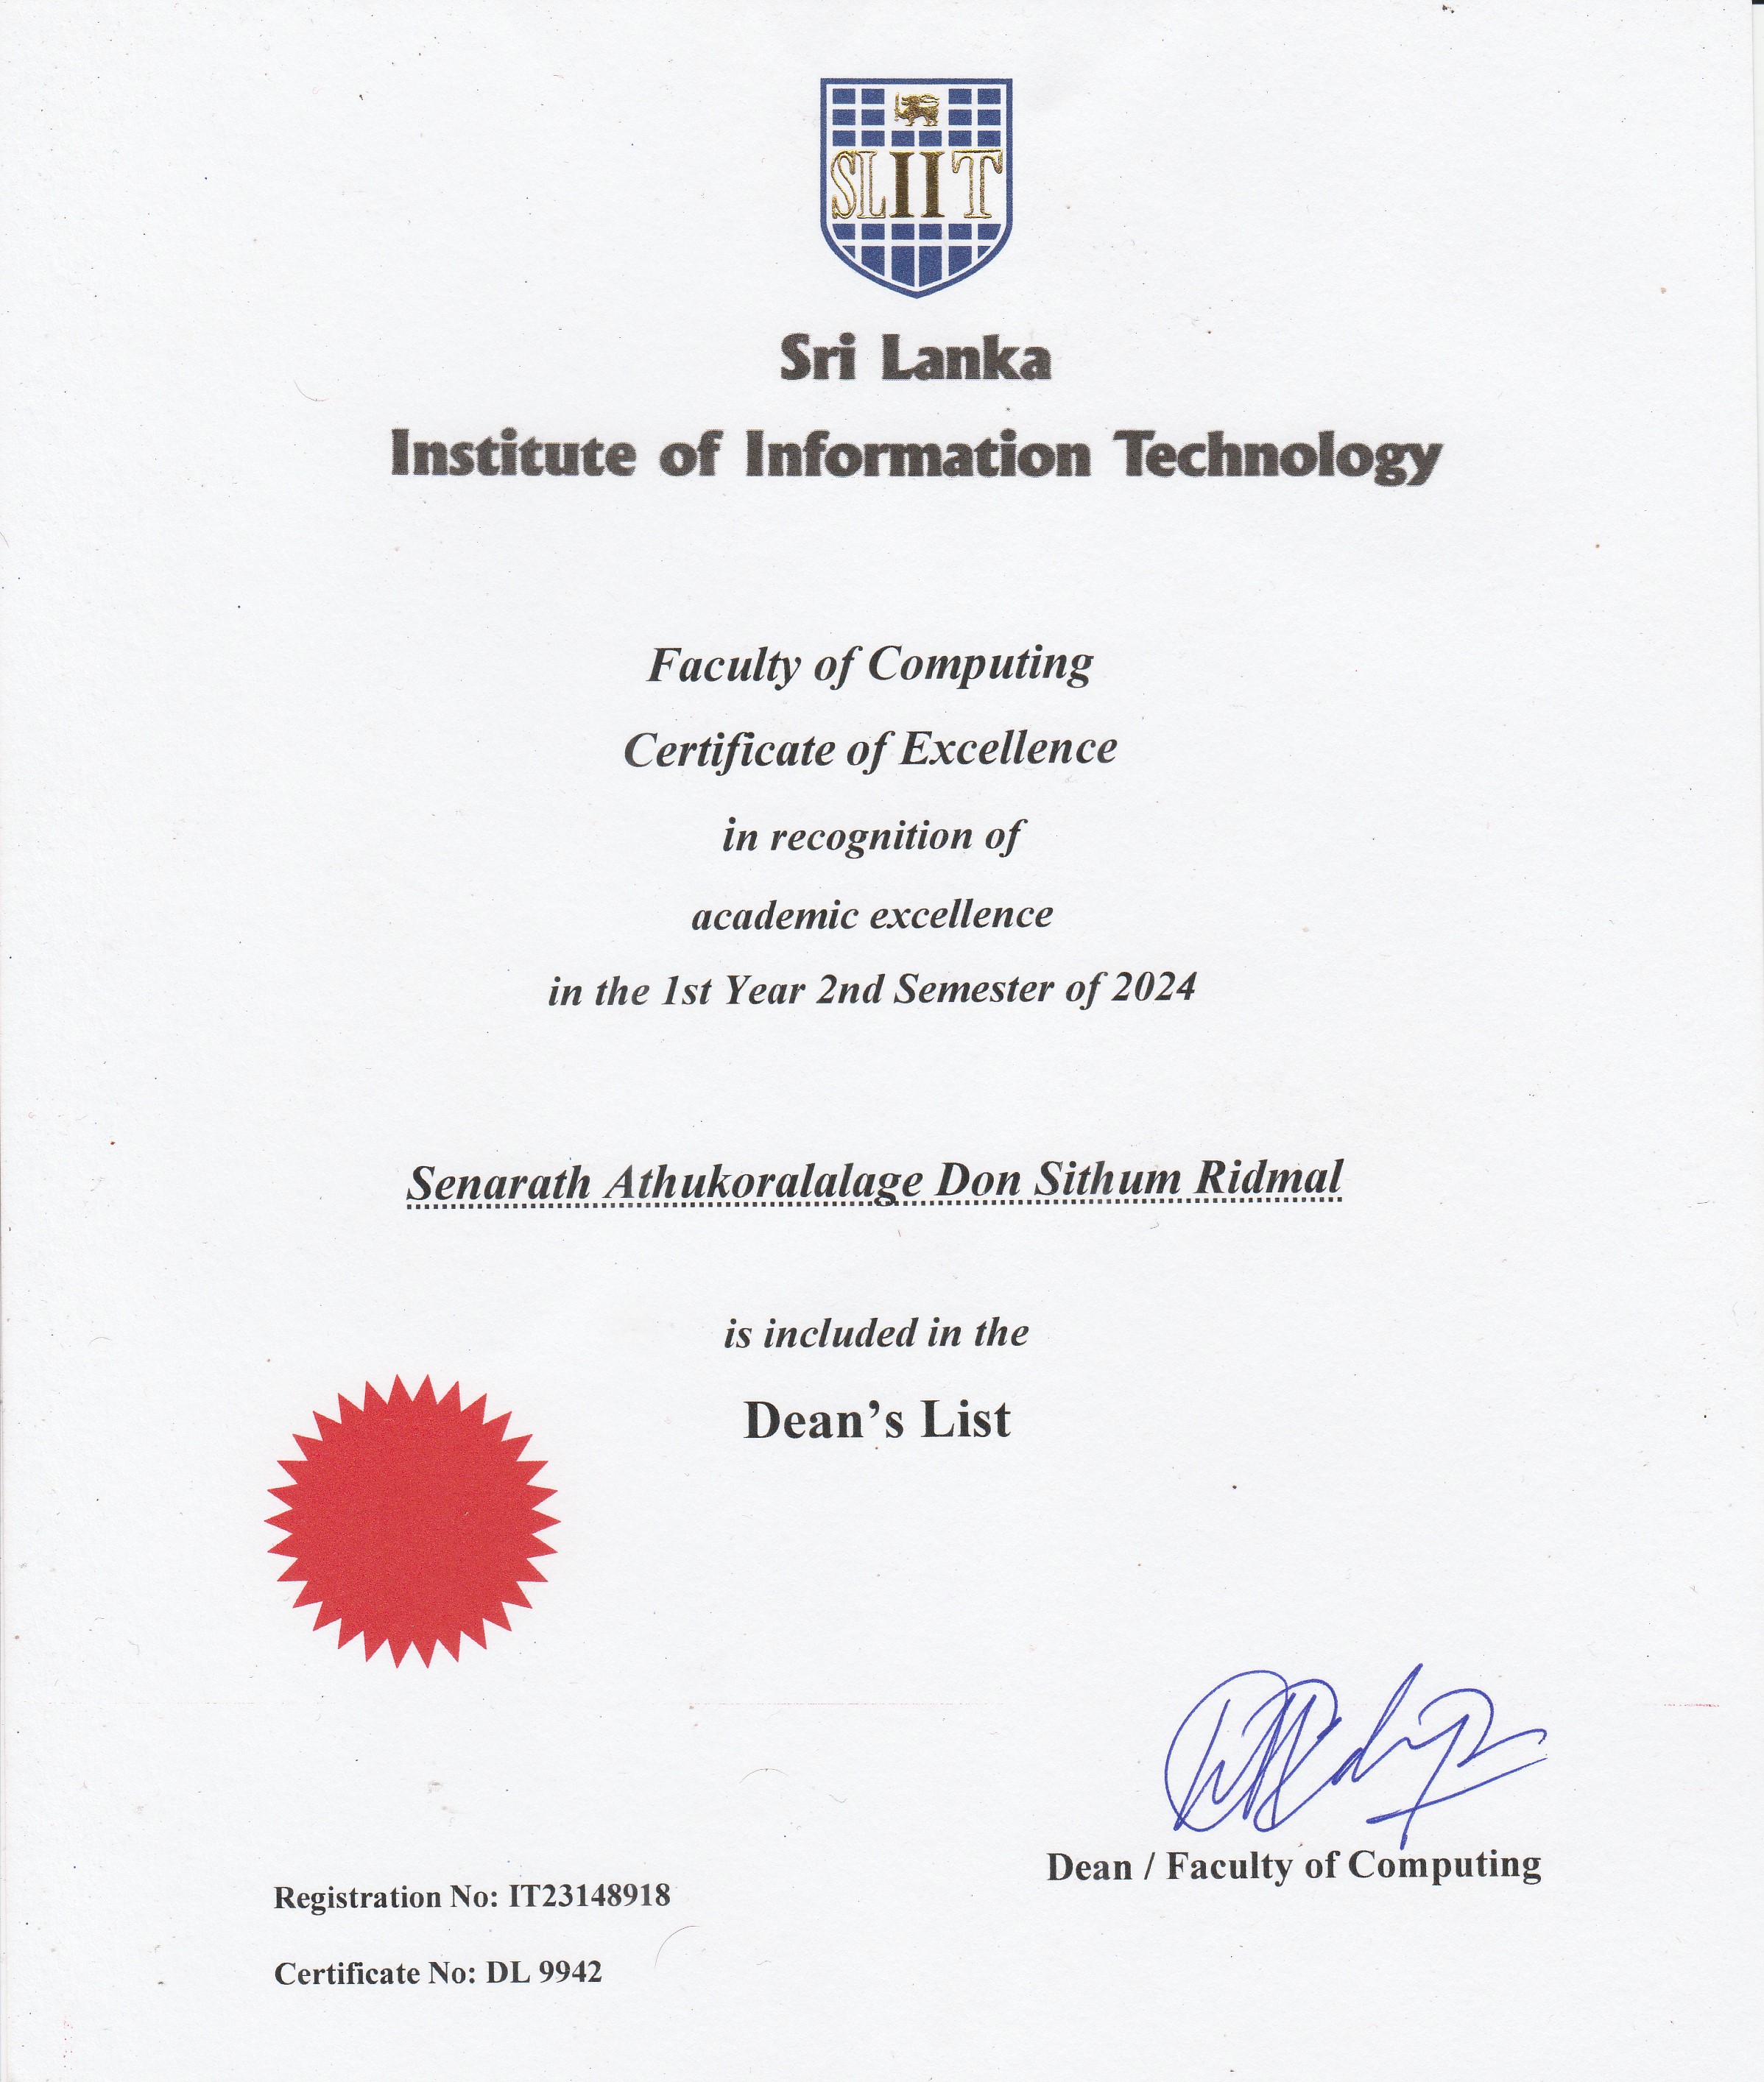 SLIIT
Sri Lanka
Institute of Information Technology
Faculty of Computing
Certificate of Excellence
in recognition of
academic excellence
in the 1st Year 2nd Semester of 2024
Senarath Athukoralalage Don Sithum Ridmal
is included in the
Dean’s List
Dean / Faculty of Computing
Registration No: IT23148918
Certificate No: DL 9942